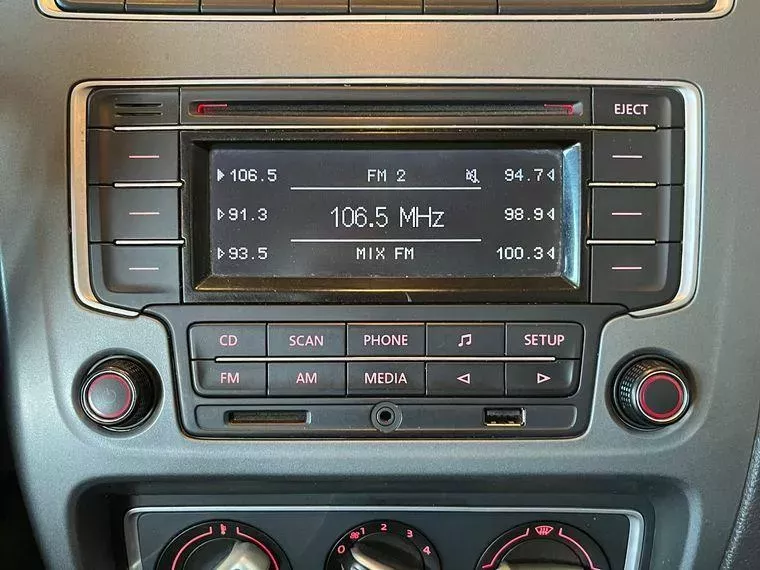 EJECT
106.5 FM 2 94.7
91.3 106.5 MHz 98.9
93.5 MIX FM 100.3
CD SCAN PHONE SETUP
FM AM MEDIA
0 1 2 3 4